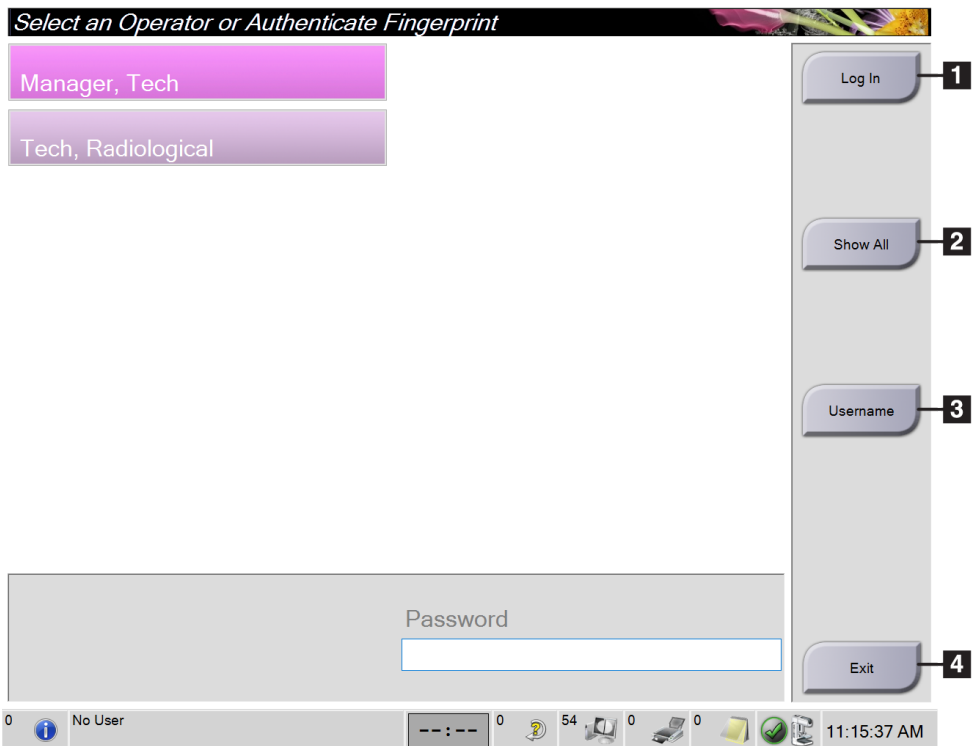 Select an Operator or Authenticate Fingerprint
Manager, Tech
Tech, Radiological
Log In
1
Show All
2
Username
3
Password
Exit
4
0
No User
--:--
0
54
0
0
11:15:37 AM